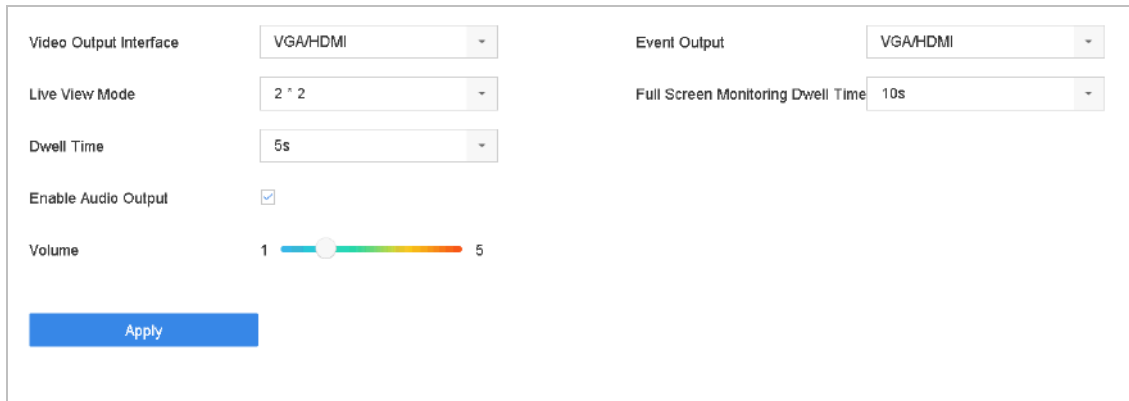 Video Output Interface VGA/HDMI Event Output VGA/HDMI
Live View Mode 2 * 2 Full Screen Monitoring Dwell Time 10s
Dwell Time 5s
Enable Audio Output
Volume 1 5
Apply